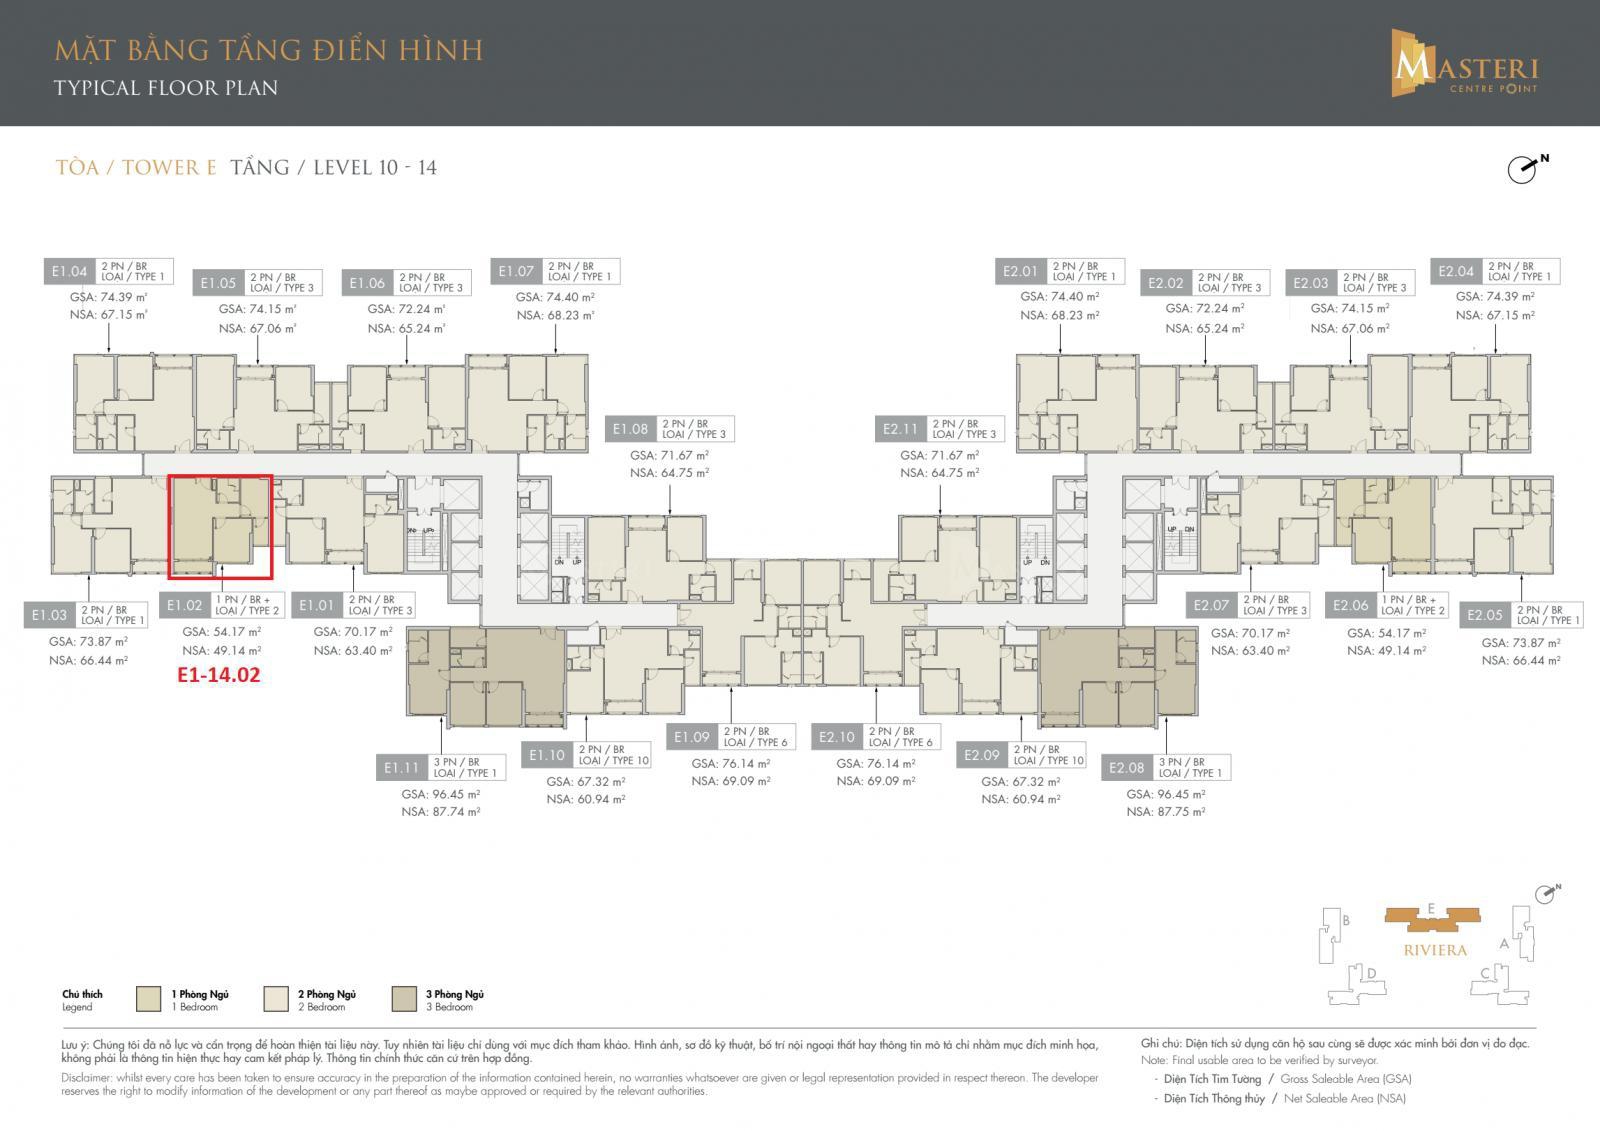 MẶT BẰNG TẦNG ĐIỂN HÌNH
TYPICAL FLOOR PLAN
MASTERI
CENTRE POINT
TÒA / TOWER E TẦNG / LEVEL 10 - 14
N
E1.04 2 PN / BR
LOẠI / TYPE 1
GSA: 74.39 m²
NSA: 67.15 m²
E1.05 2 PN / BR
LOẠI / TYPE 3
GSA: 74.15 m²
NSA: 67.06 m²
E1.06 2 PN / BR
LOẠI / TYPE 3
GSA: 72.24 m²
NSA: 65.24 m²
E1.07 2 PN / BR
LOẠI / TYPE 1
GSA: 74.40 m²
NSA: 68.23 m²
E2.01 2 PN / BR
LOẠI / TYPE 1
GSA: 74.40 m²
NSA: 68.23 m²
E2.02 2 PN / BR
LOẠI / TYPE 3
GSA: 72.24 m²
NSA: 65.24 m²
E2.03 2 PN / BR
LOẠI / TYPE 3
GSA: 74.15 m²
NSA: 67.06 m²
E2.04 2 PN / BR
LOẠI / TYPE 1
GSA: 74.39 m²
NSA: 67.15 m²
E1.08 2 PN / BR
LOẠI / TYPE 3
GSA: 71.67 m²
NSA: 64.75 m²
E2.11 2 PN / BR
LOẠI / TYPE 3
GSA: 71.67 m²
NSA: 64.75 m²
DN UP
DN UP
UP DN
UP DN
E1.03 2 PN / BR
LOẠI / TYPE 1
GSA: 73.87 m²
NSA: 66.44 m²
E1.02 1 PN / BR +
LOẠI / TYPE 2
GSA: 54.17 m²
NSA: 49.14 m²
E1-14.02
E1.01 2 PN / BR
LOẠI / TYPE 3
GSA: 70.17 m²
NSA: 63.40 m²
E2.07 2 PN / BR
LOẠI / TYPE 3
GSA: 70.17 m²
NSA: 63.40 m²
E2.06 1 PN / BR +
LOẠI / TYPE 2
GSA: 54.17 m²
NSA: 49.14 m²
E2.05 2 PN / BR
LOẠI / TYPE 1
GSA: 73.87 m²
NSA: 66.44 m²
E1.11 3 PN / BR
LOẠI / TYPE 1
GSA: 96.45 m²
NSA: 87.74 m²
E1.10 2 PN / BR
LOẠI / TYPE 10
GSA: 67.32 m²
NSA: 60.94 m²
E1.09 2 PN / BR
LOẠI / TYPE 6
GSA: 76.14 m²
NSA: 69.09 m²
E2.10 2 PN / BR
LOẠI / TYPE 6
GSA: 76.14 m²
NSA: 69.09 m²
E2.09 2 PN / BR
LOẠI / TYPE 10
GSA: 67.32 m²
NSA: 60.94 m²
E2.08 3 PN / BR
LOẠI / TYPE 1
GSA: 96.45 m²
NSA: 87.75 m²
N
B
E
A
RIVIERA
D
C
Chú thích
Legend
1 Phòng Ngủ
1 Bedroom
2 Phòng Ngủ
2 Bedroom
3 Phòng Ngủ
3 Bedroom
Lưu ý: Chúng tôi đã nỗ lực và cẩn trọng để hoàn thiện tài liệu này. Tuy nhiên tài liệu chỉ dùng với mục đích tham khảo. Hình ảnh, sơ đồ kỹ thuật, bố trí nội ngoại thất hay thông tin mô tả chỉ nhằm mục đích minh họa,
không phải là thông tin hiện thực hay cam kết pháp lý. Thông tin chính thức căn cứ trên hợp đồng.
Disclaimer: whilst every care has been taken to ensure accuracy in the preparation of the information contained herein, no warranties whatsoever are given or legal representation provided in respect thereon. The developer
reserves the right to modify information of the development or any part thereof as maybe approved or required by the relevant authorities.
Ghi chú: Diện tích sử dụng căn hộ sau cùng sẽ được xác minh bởi đơn vị đo đạc.
Note: Final usable area to be verified by surveyor.
- Diện Tích Tim Tường / Gross Saleable Area (GSA)
- Diện Tích Thông thủy / Net Saleable Area (NSA)